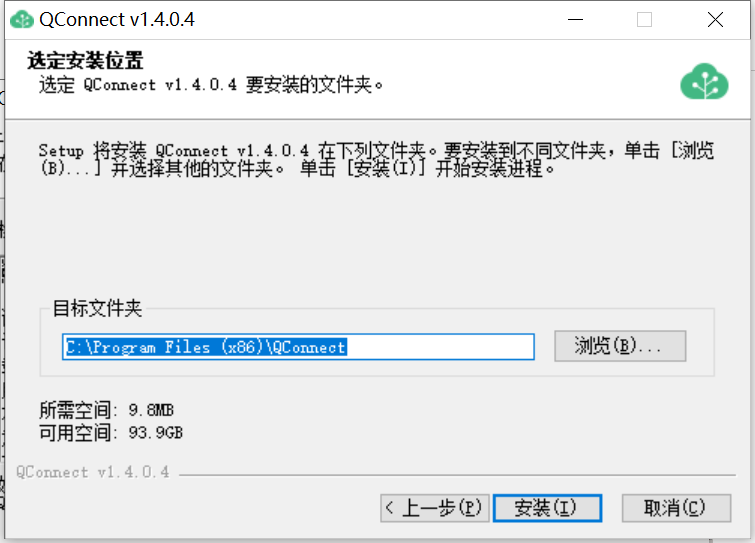 QConnect v1.4.0.4
选定安装位置
选定 QConnect v1.4.0.4 要安装的文件夹。
Setup 将安装 QConnect v1.4.0.4 在下列文件夹。要安装到不同文件夹，单击 [浏览
(B)...] 并选择其他的文件夹。 单击 [安装(I)] 开始安装进程。
目标文件夹
C:\Program Files (x86)\QConnect
浏览(B)...
所需空间: 9.8MB
可用空间: 93.9GB
QConnect v1.4.0.4
< 上一步(P)
安装(I)
取消(C)